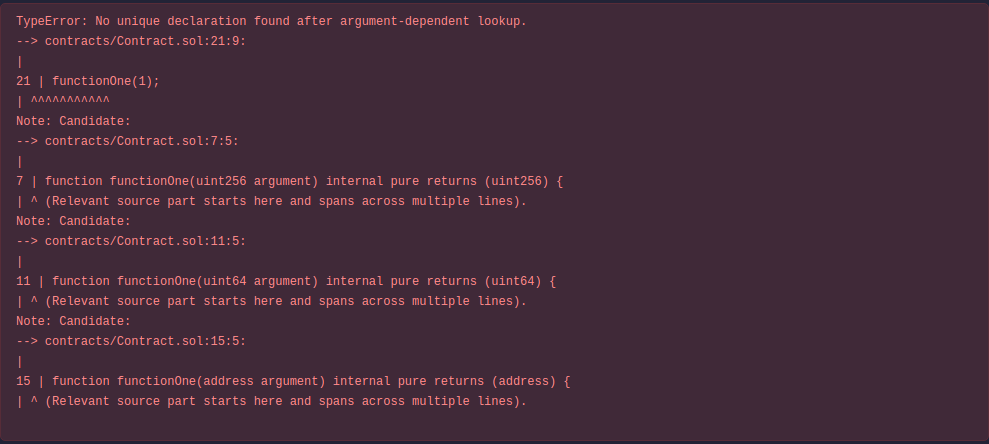 TypeError: No unique declaration found after argument-dependent lookup.
--> contracts/Contract.sol:21:9:
|
21 | functionOne(1);
| ^^^^^^^^^^^
Note: Candidate:
--> contracts/Contract.sol:7:5:
|
7 | function functionOne(uint256 argument) internal pure returns (uint256) {
| ^ (Relevant source part starts here and spans across multiple lines).
Note: Candidate:
--> contracts/Contract.sol:11:5:
|
11 | function functionOne(uint64 argument) internal pure returns (uint64) {
| ^ (Relevant source part starts here and spans across multiple lines).
Note: Candidate:
--> contracts/Contract.sol:15:5:
|
15 | function functionOne(address argument) internal pure returns (address) {
| ^ (Relevant source part starts here and spans across multiple lines).